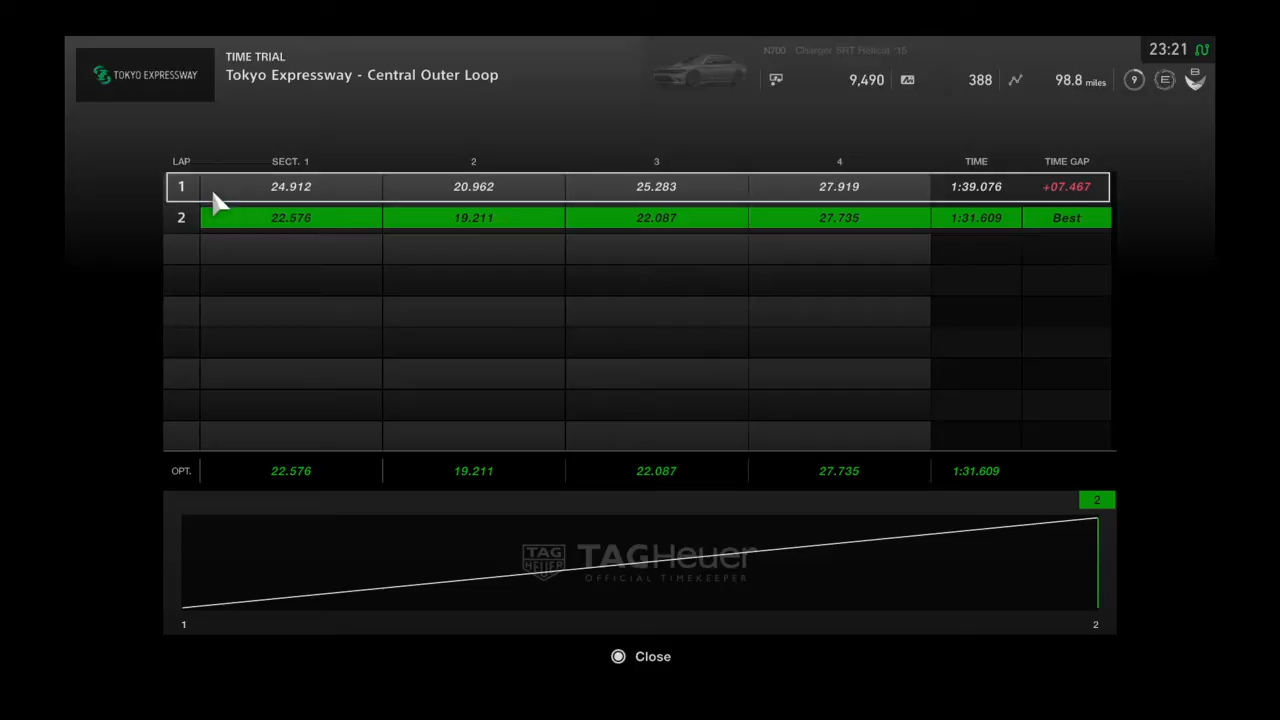 TOKYO EXPRESSWAY
TIME TRIAL
Tokyo Expressway - Central Outer Loop
N700 Charger SRT Hellcat '15
9,490 388 98.8 miles 9 E B
23:21
LAP SECT. 1 2 3 4 TIME TIME GAP
1 24.912 20.962 25.283 27.919 1:39.076 +07.467
2 22.576 19.211 22.087 27.735 1:31.609 Best
OPT. 22.576 19.211 22.087 27.735 1:31.609
2
TAG HEUER TAGHeuer
OFFICIAL TIMEKEEPER
1 2
Close